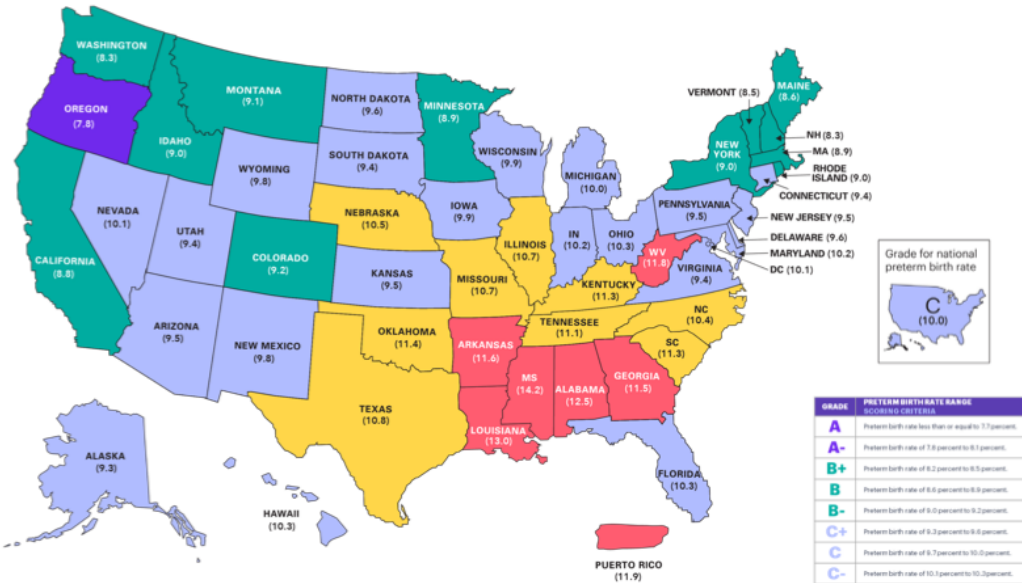 WASHINGTON
(8.3)
OREGON
(7.8)
MONTANA
(9.1)
IDAHO
(9.0)
NORTH DAKOTA
(9.6)
MINNESOTA
(8.9)
SOUTH DAKOTA
(9.4)
WYOMING
(9.8)
WISCONSIN
(9.9)
MICHIGAN
(10.0)
VERMONT (8.5)
MAINE
(8.6)
NH (8.3)
MA (8.9)
RHODE
ISLAND (9.0)
CONNECTICUT (9.4)
NEW
YORK
(9.0)
NEW JERSEY (9.5)
DELAWARE (9.6)
MARYLAND (10.2)
DC (10.1)
PENNSYLVANIA
(9.5)
NEVADA
(10.1)
UTAH
(9.4)
CALIFORNIA
(8.8)
COLORADO
(9.2)
NEBRASKA
(10.5)
IOWA
(9.9)
ILLINOIS
(10.7)
IN
(10.2)
OHIO
(10.3)
WV
(11.8)
VIRGINIA
(9.4)
KANSAS
(9.5)
MISSOURI
(10.7)
KENTUCKY
(11.3)
ARIZONA
(9.5)
NEW MEXICO
(9.8)
OKLAHOMA
(11.4)
ARKANSAS
(11.6)
TENNESSEE
(11.1)
NC
(10.4)
SC
(11.3)
TEXAS
(10.8)
LOUISIANA
(13.0)
MS
(14.2)
ALABAMA
(12.5)
GEORGIA
(11.5)
FLORIDA
(10.3)
ALASKA
(9.3)
HAWAII
(10.3)
PUERTO RICO
(11.9)
Grade for national
preterm birth rate
C
(10.0)
GRADE PRETERM BIRTH RATE RANGE
SCORING CRITERIA
A Preterm birth rate less than or equal to 7.7 percent.
A- Preterm birth rate of 7.8 percent to 8.1 percent.
B+ Preterm birth rate of 8.2 percent to 8.5 percent.
B Preterm birth rate of 8.6 percent to 8.9 percent.
B- Preterm birth rate of 9.0 percent to 9.2 percent.
C+ Preterm birth rate of 9.3 percent to 9.6 percent.
C Preterm birth rate of 9.7 percent to 10.0 percent.
C- Preterm birth rate of 10.1 percent to 10.3 percent.